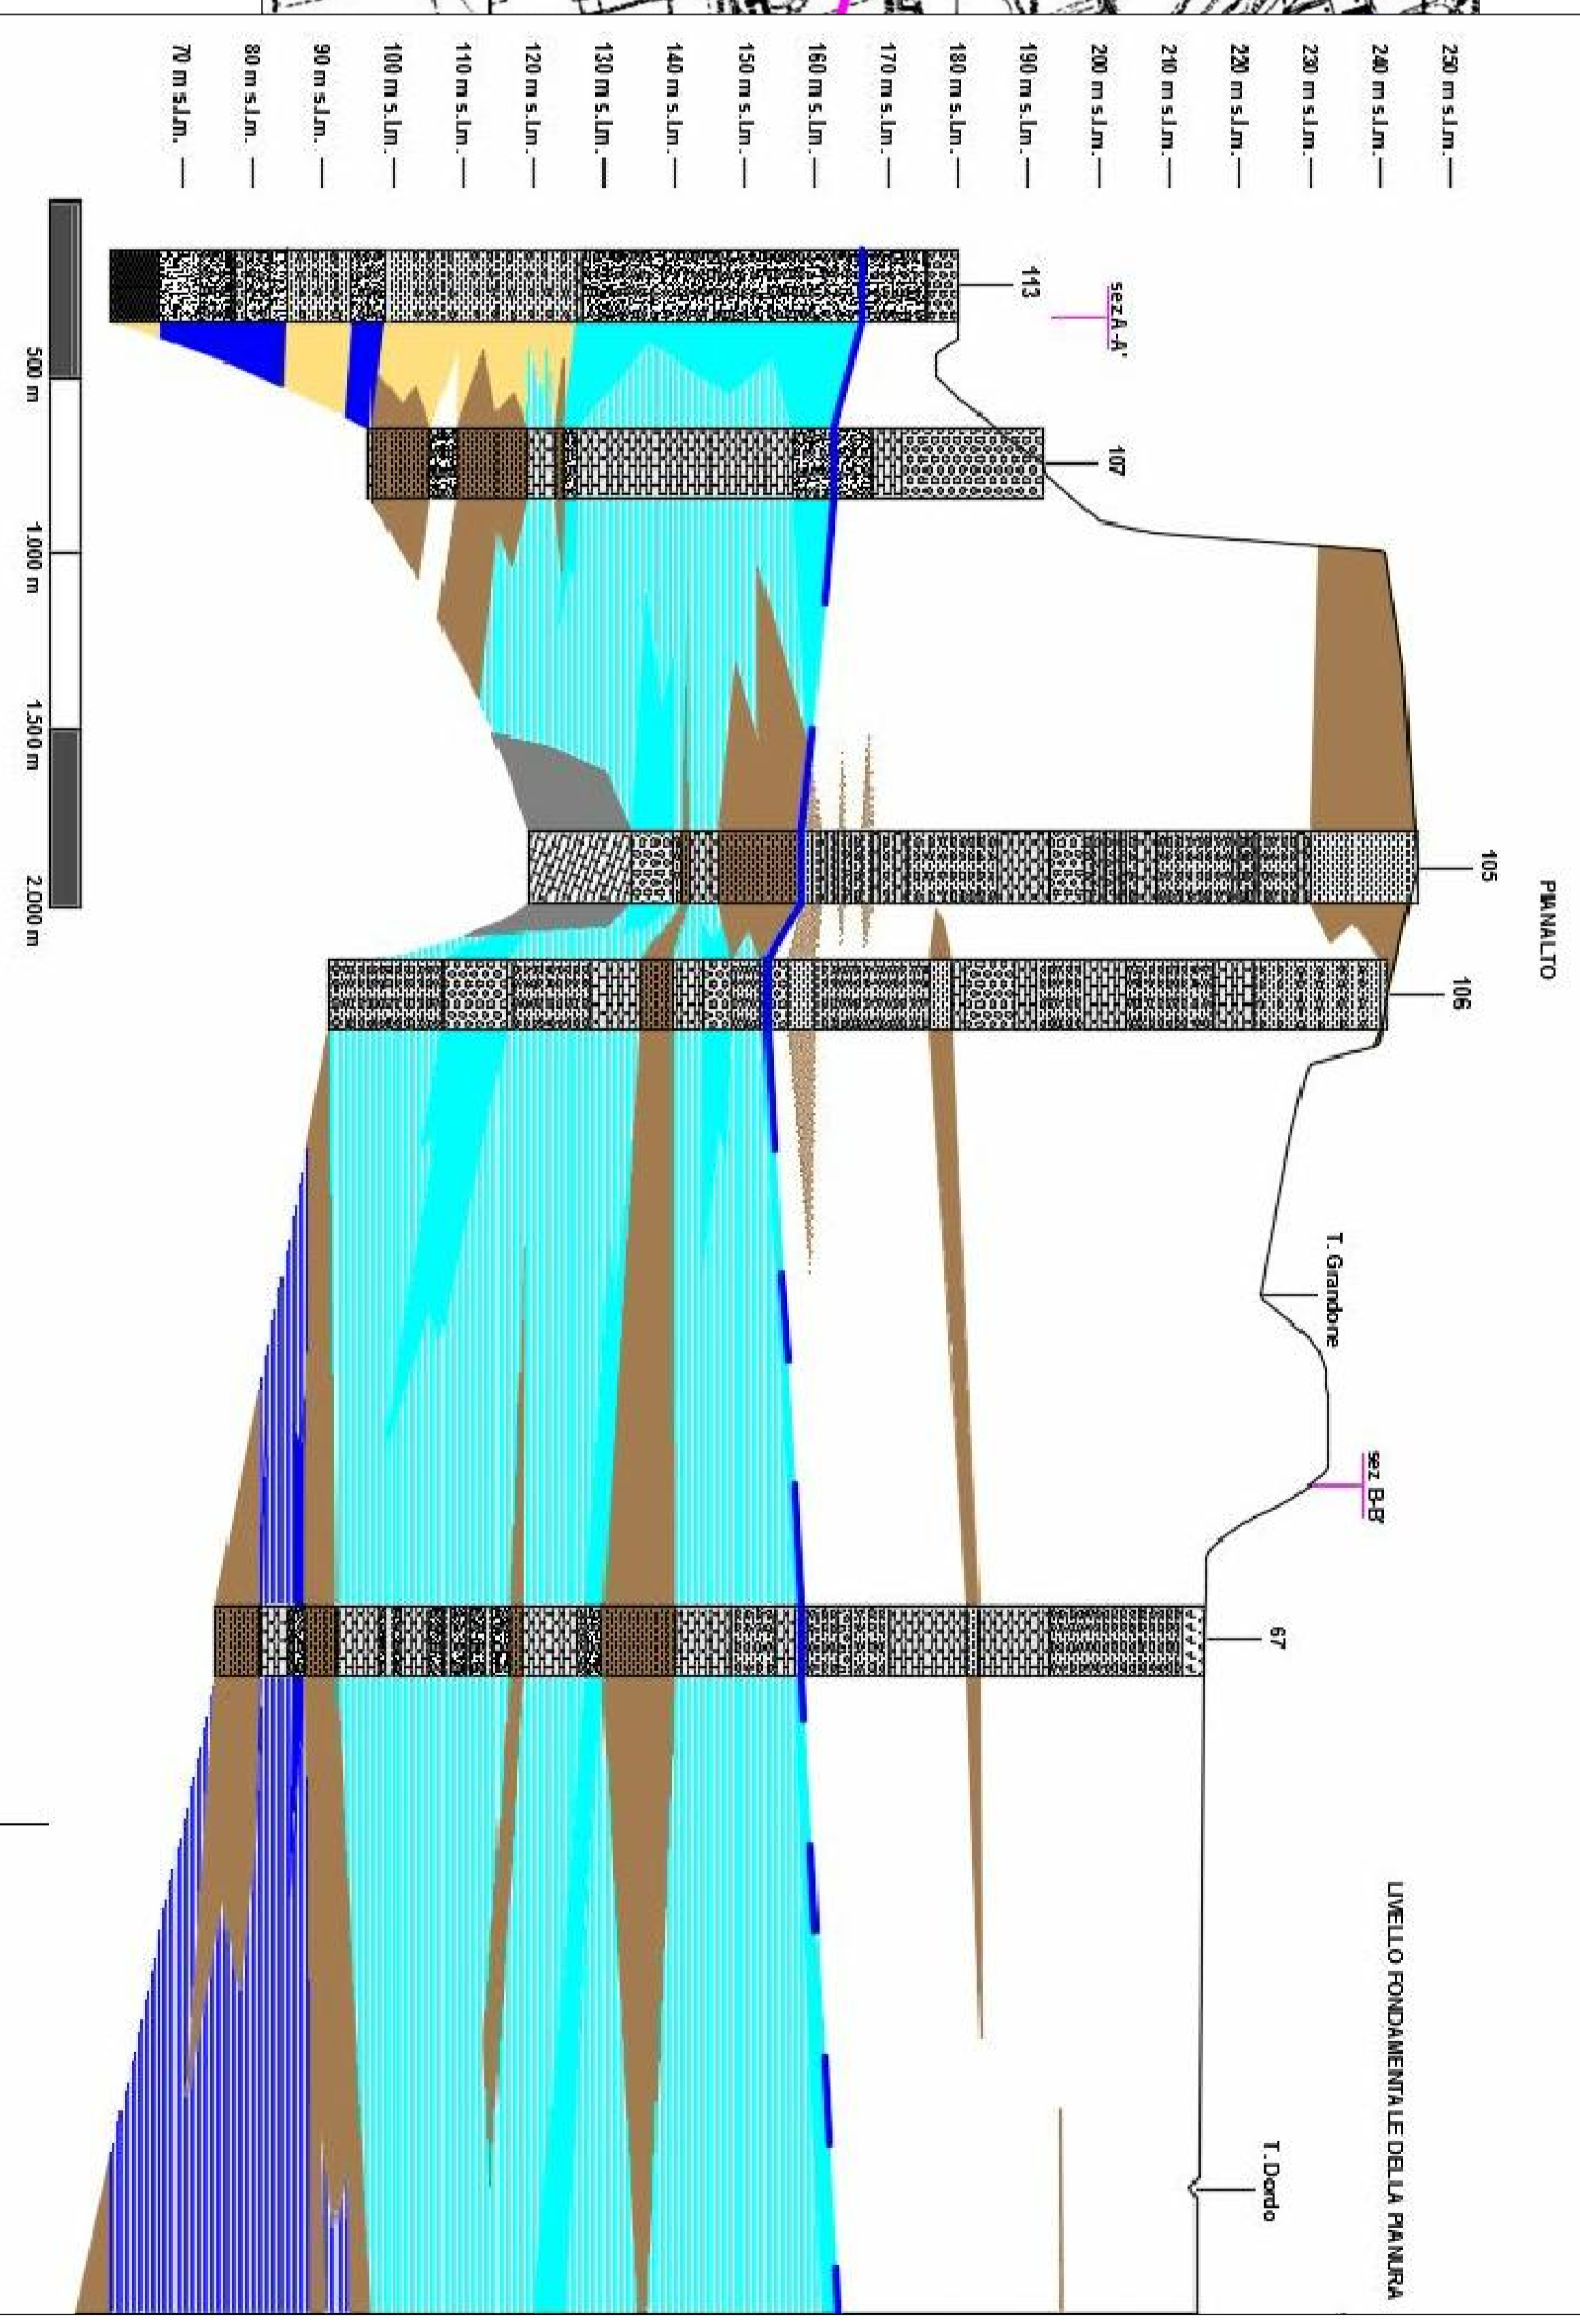 250 m s.l.m.
240 m s.l.m.
230 m s.l.m.
220 m s.l.m.
210 m s.l.m.
200 m s.l.m.
190 m s.l.m.
180 m s.l.m.
170 m s.l.m.
160 m s.l.m.
150 m s.l.m.
140 m s.l.m.
130 m s.l.m.
120 m s.l.m.
110 m s.l.m.
100 m s.l.m.
90 m s.l.m.
80 m s.l.m.
70 m s.l.m.
PIANALTO
LIVELLO FONDAMENTALE DELLA PIANURA
sez A-A'
113
107
105
106
T. Girandone
sez B-B'
67
T. Dordo
500 m
1.000 m
1.500 m
2.000 m